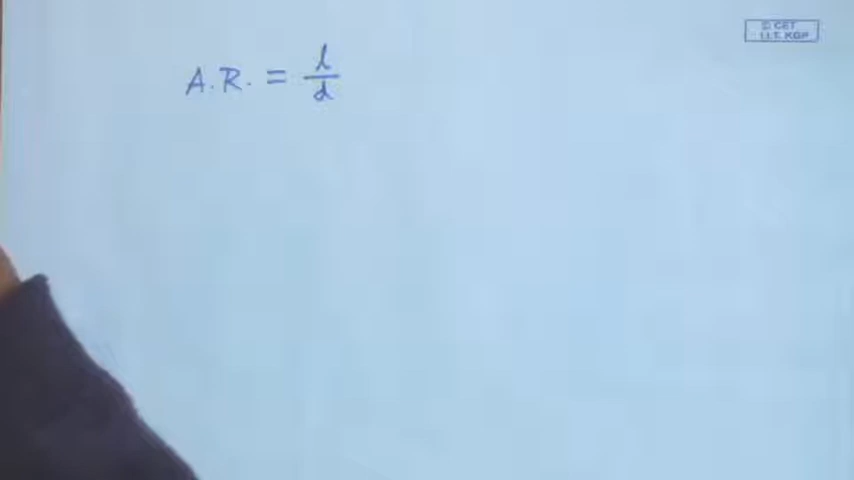 © CET
I.I.T. KGP
A.R. = l/d